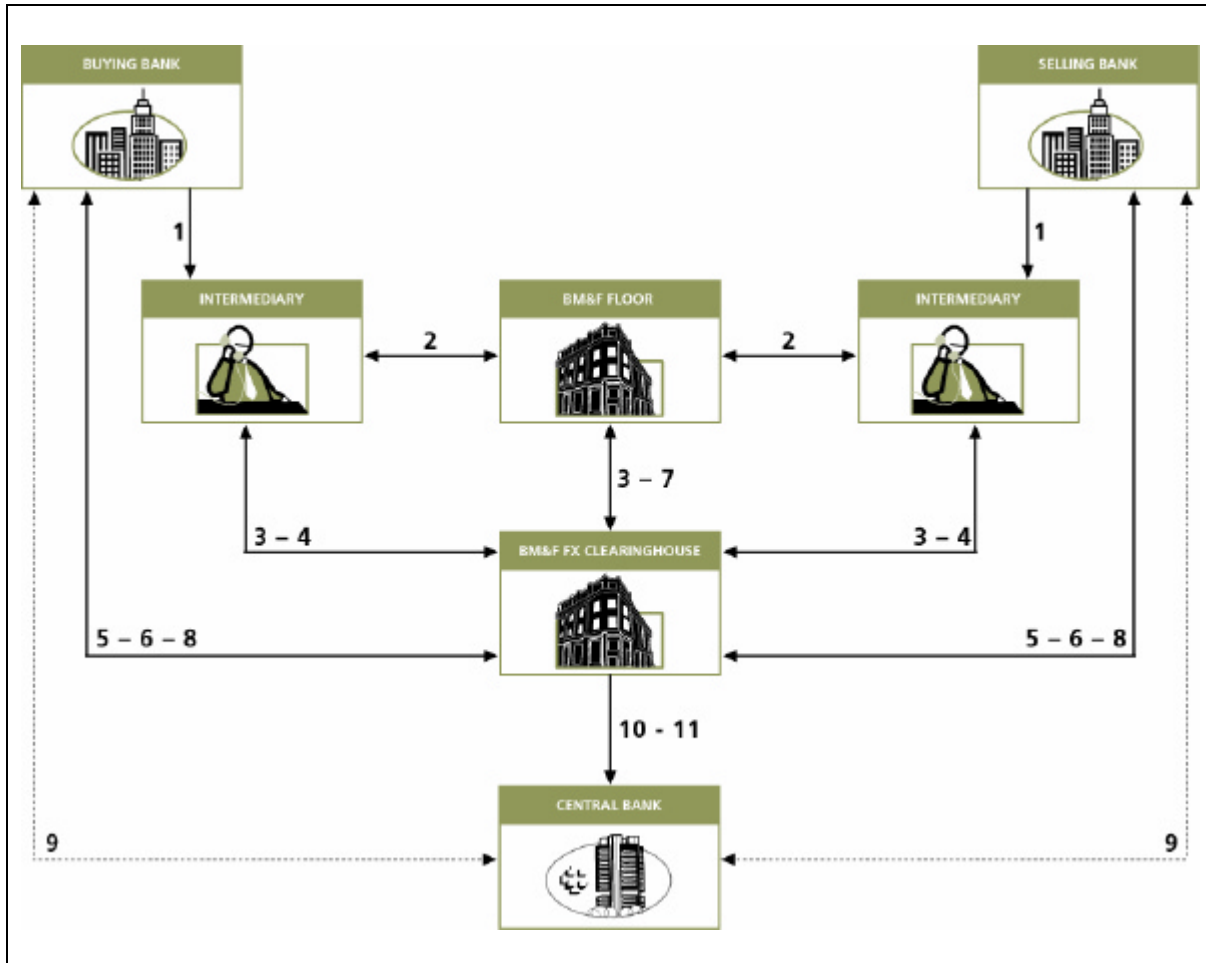 BUYING BANK
SELLING BANK
1
1
INTERMEDIARY
BM&F FLOOR
INTERMEDIARY
2
2
3 – 7
3 – 4
3 – 4
BM&F FX CLEARINGHOUSE
5 – 6 – 8
5 – 6 – 8
10 - 11
CENTRAL BANK
9
9